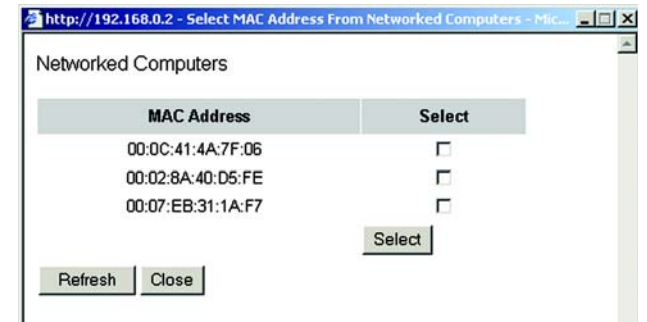 http://192.168.0.2 - Select MAC Address From Networked Computers - Mic...
Networked Computers
MAC Address Select
00:0C:41:4A:7F:06
00:02:8A:40:D5:FE
00:07:EB:31:1A:F7
Select
Refresh Close